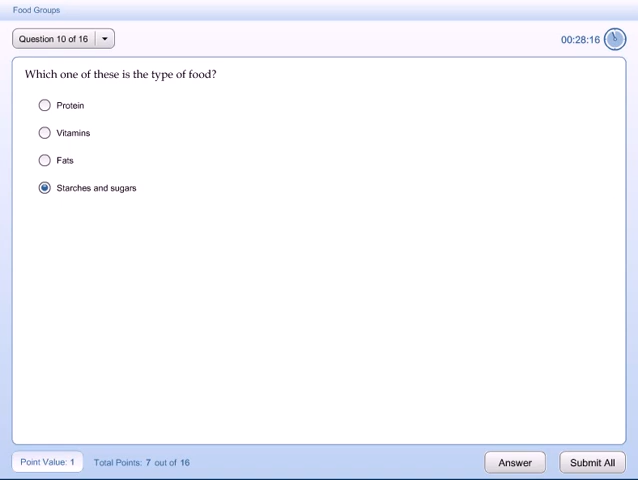 Food Groups
Question 10 of 16
00:28:16
Which one of these is the type of food?
Protein
Vitamins
Fats
Starches and sugars
Point Value: 1
Total Points: 7 out of 16
Answer
Submit All